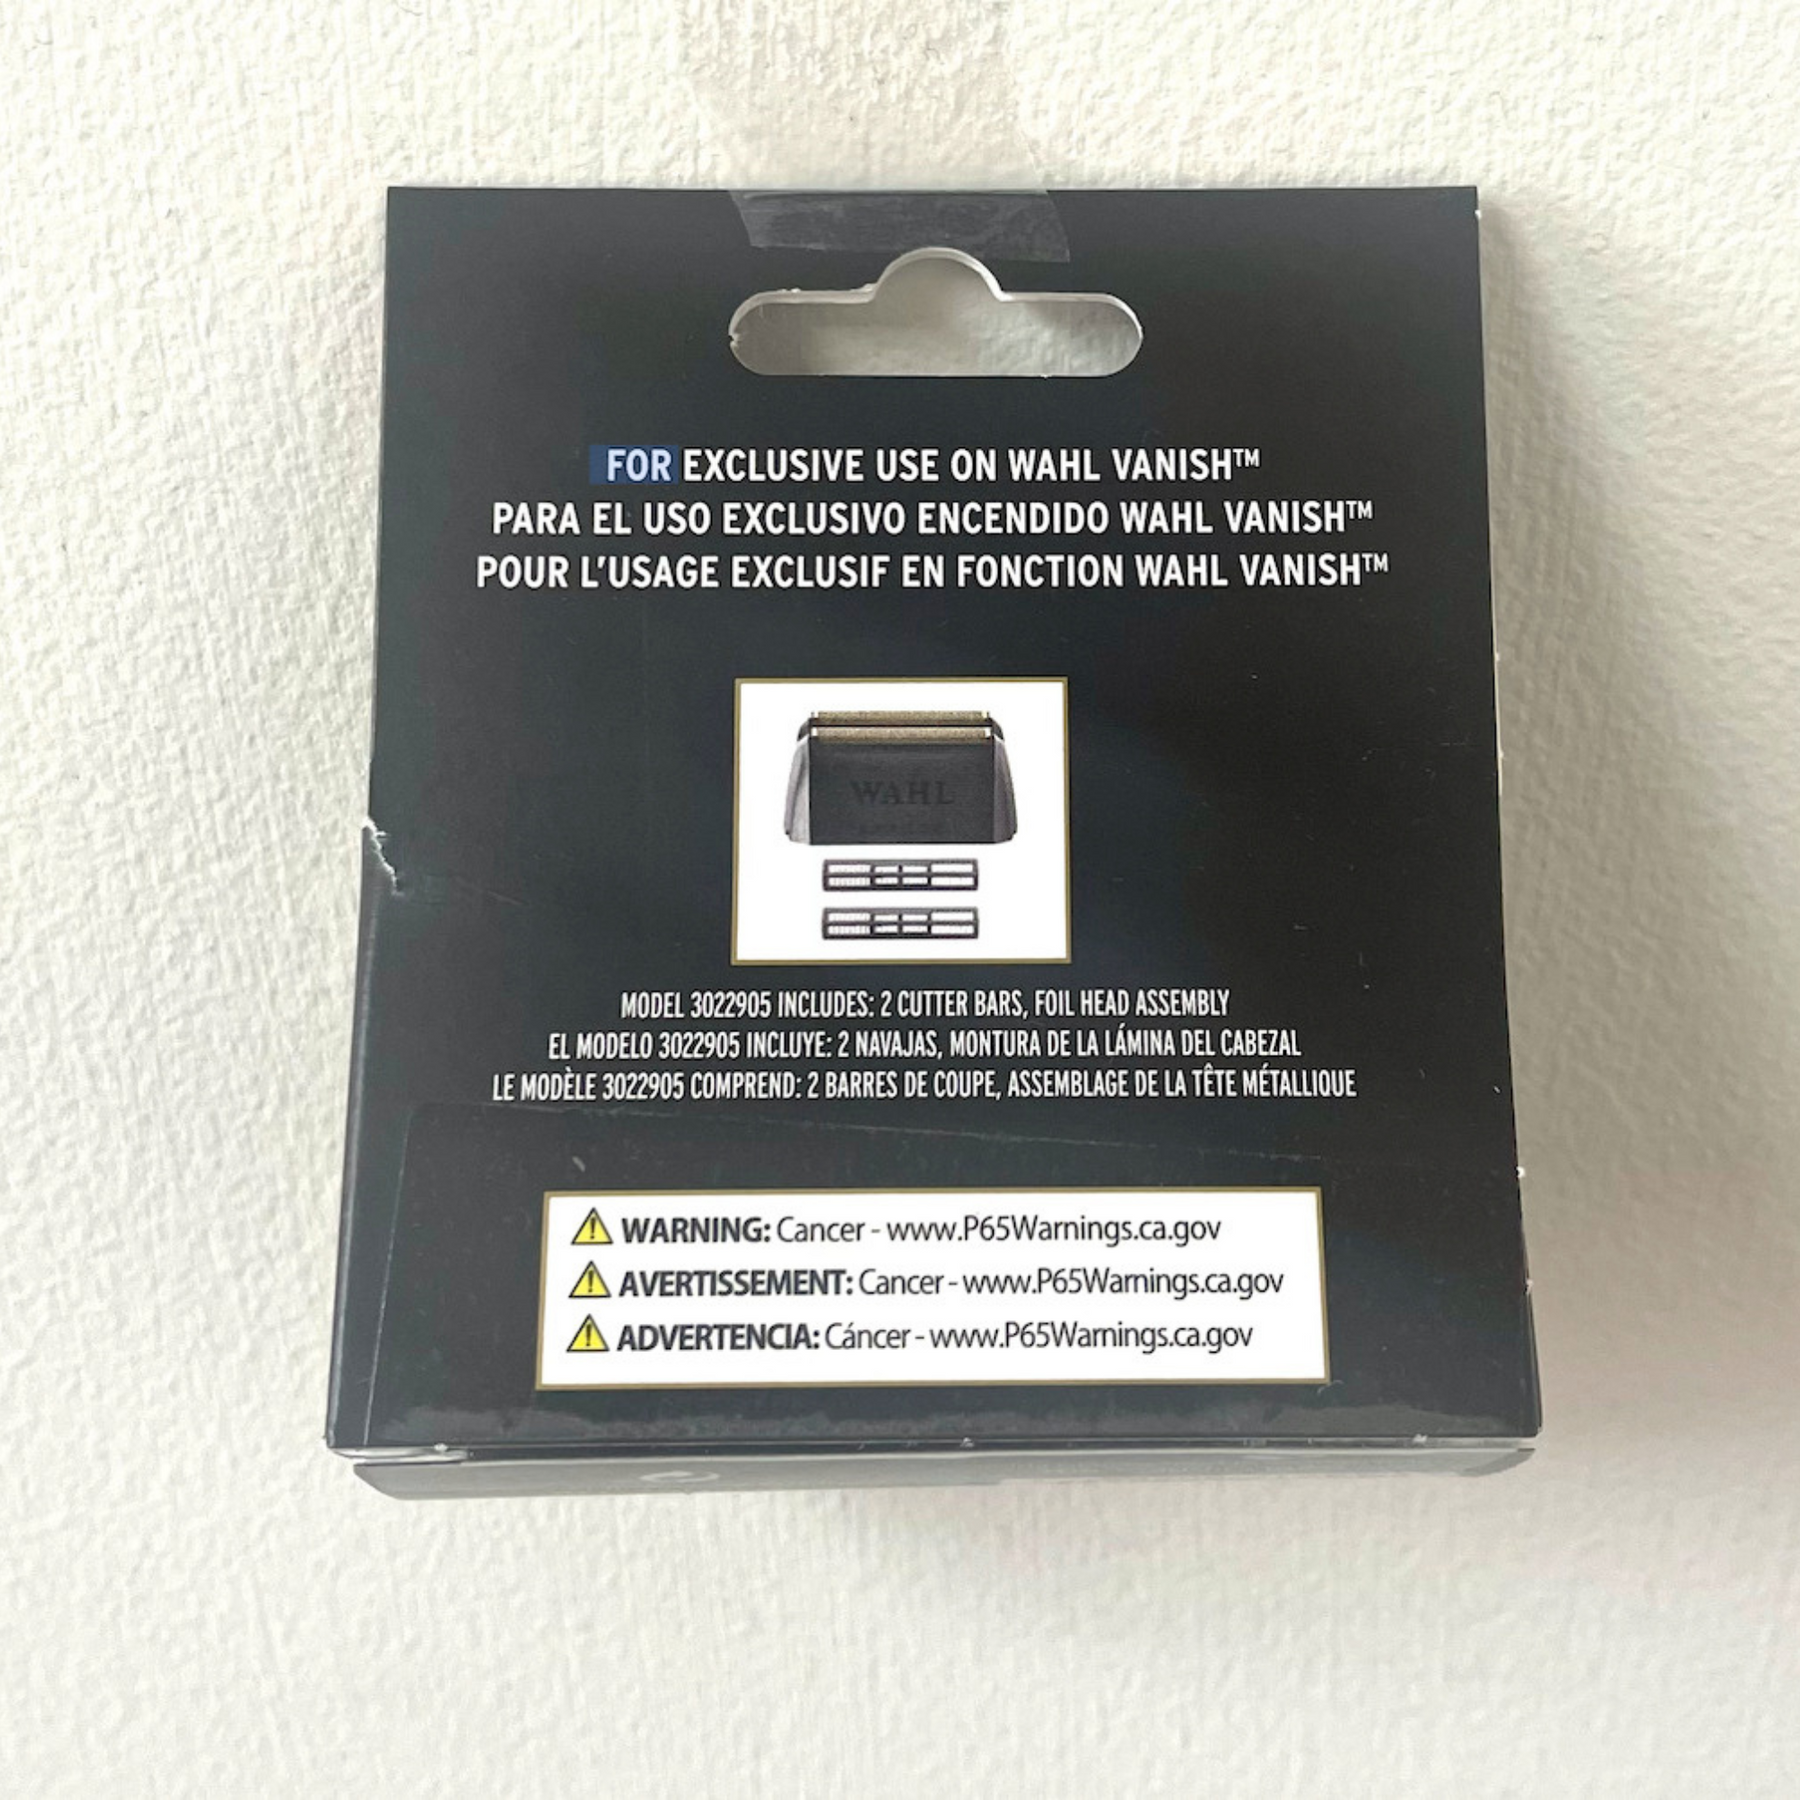 FOR EXCLUSIVE USE ON WAHL VANISH™
PARA EL USO EXCLUSIVO ENCENDIDO WAHL VANISH™
POUR L'USAGE EXCLUSIF EN FONCTION WAHL VANISH™
WAHL
MODEL 3022905 INCLUDES: 2 CUTTER BARS, FOIL HEAD ASSEMBLY
EL MODELO 3022905 INCLUYE: 2 NAVAJAS, MONTURA DE LA LÁMINA DEL CABEZAL
LE MODÈLE 3022905 COMPREND: 2 BARRES DE COUPE, ASSEMBLAGE DE LA TÊTE MÉTALLIQUE
WARNING: Cancer - www.P65Warnings.ca.gov
AVERTISSEMENT: Cancer - www.P65Warnings.ca.gov
ADVERTENCIA: Cáncer - www.P65Warnings.ca.gov